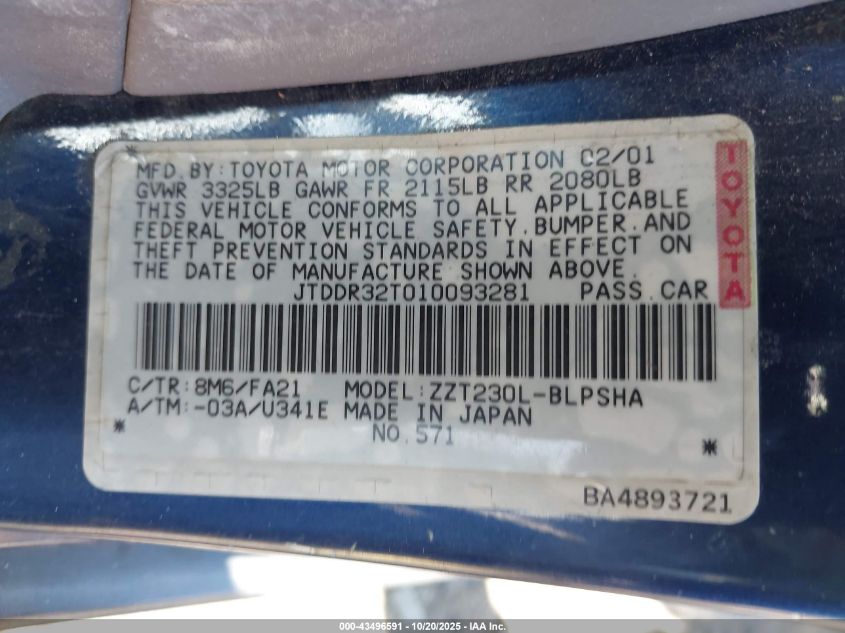 MFD. BY: TOYOTA MOTOR CORPORATION 02/01
GVWR 3325LB GAWR FR 2115LB RR 2080LB
THIS VEHICLE CONFORMS TO ALL APPLICABLE
FEDERAL MOTOR VEHICLE SAFETY, BUMPER, AND
THEFT PREVENTION STANDARDS IN EFFECT ON
THE DATE OF MANUFACTURE SHOWN ABOVE.
JTDDR32T010093281 PASS. CAR
TOYOTA
C/TR: 8M6/FA21 MODEL: ZZT230L-BLPSHA
A/TM: -03A/U341E MADE IN JAPAN
NO. 571
BA4893721
000-43496591 - 10/20/2025 - IAA Inc.